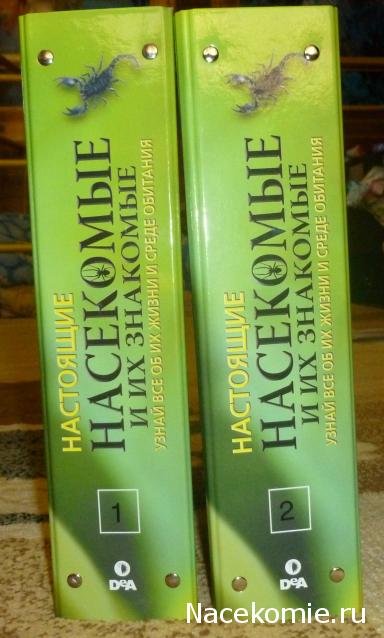 НАСТОЯЩИЕ
НАСЕКОМЫЕ
И ИХ ЗНАКОМЫЕ
УЗНАЙ ВСЕ ОБ ИХ ЖИЗНИ И СРЕДЕ ОБИТАНИЯ
1
DeA
НАСТОЯЩИЕ
НАСЕКОМЫЕ
И ИХ ЗНАКОМЫЕ
УЗНАЙ ВСЕ ОБ ИХ ЖИЗНИ И СРЕДЕ ОБИТАНИЯ
2
DeA
Nacekomie.ru